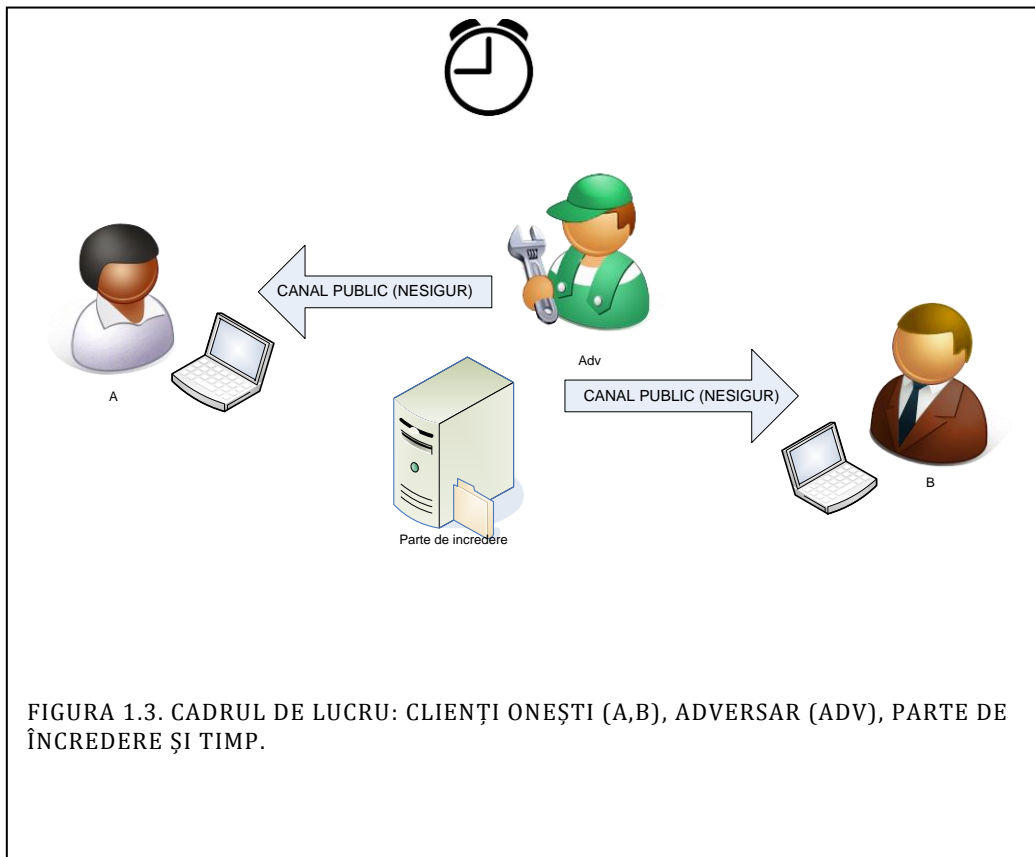 CANAL PUBLIC (NESIGUR)
A
Adv
CANAL PUBLIC (NESIGUR)
B
Parte de incredere
FIGURA 1.3. CADRUL DE LUCRU: CLIENȚI ONEȘTI (A,B), ADVERSAR (ADV), PARTE DE
ÎNCREDERE ȘI TIMP.